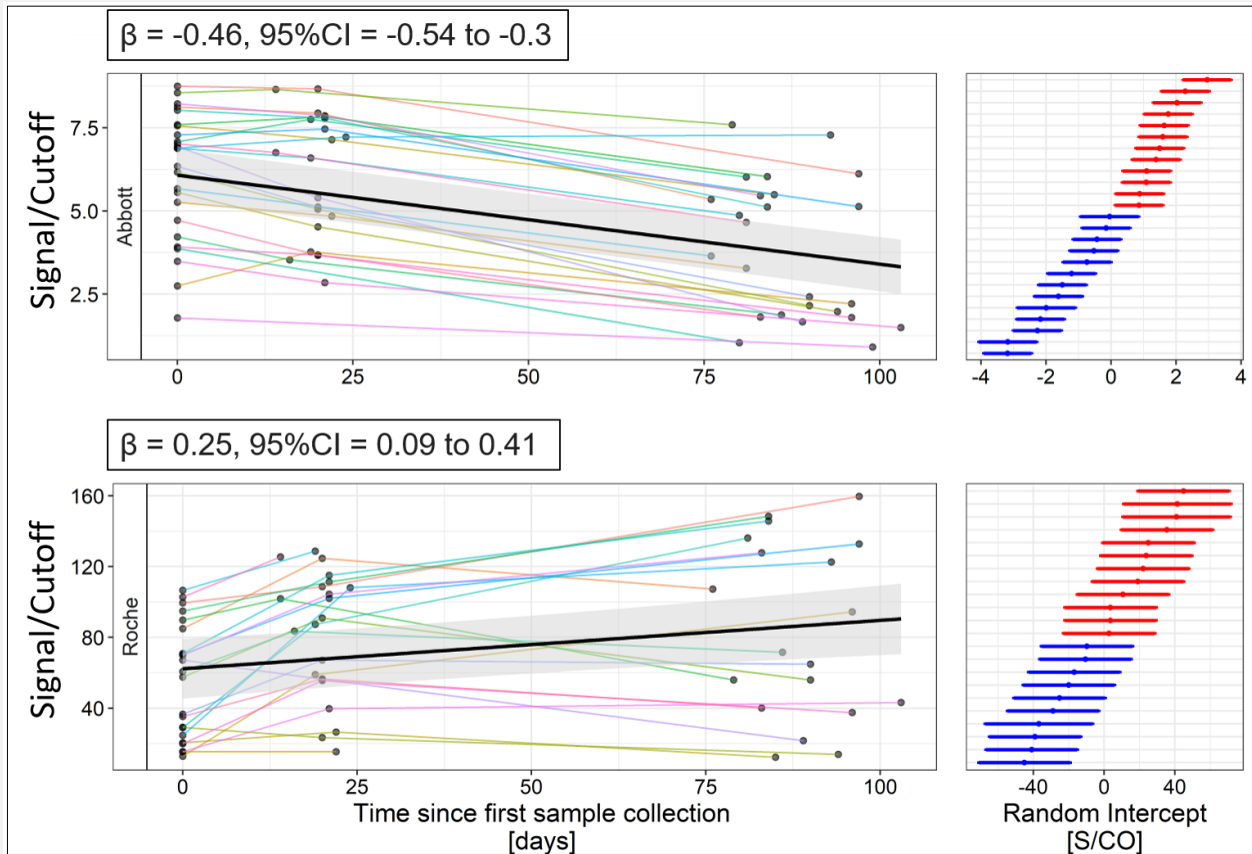 β = -0.46, 95%CI = -0.54 to -0.3
Signal/Cutoff
Abbott
7.5
5.0
2.5
0 25 50 75 100
-4 -2 0 2 4
β = 0.25, 95%CI = 0.09 to 0.41
Signal/Cutoff
Roche
160
120
80
40
0 25 50 75 100
Time since first sample collection
[days]
-40 0 40
Random Intercept
[S/CO]